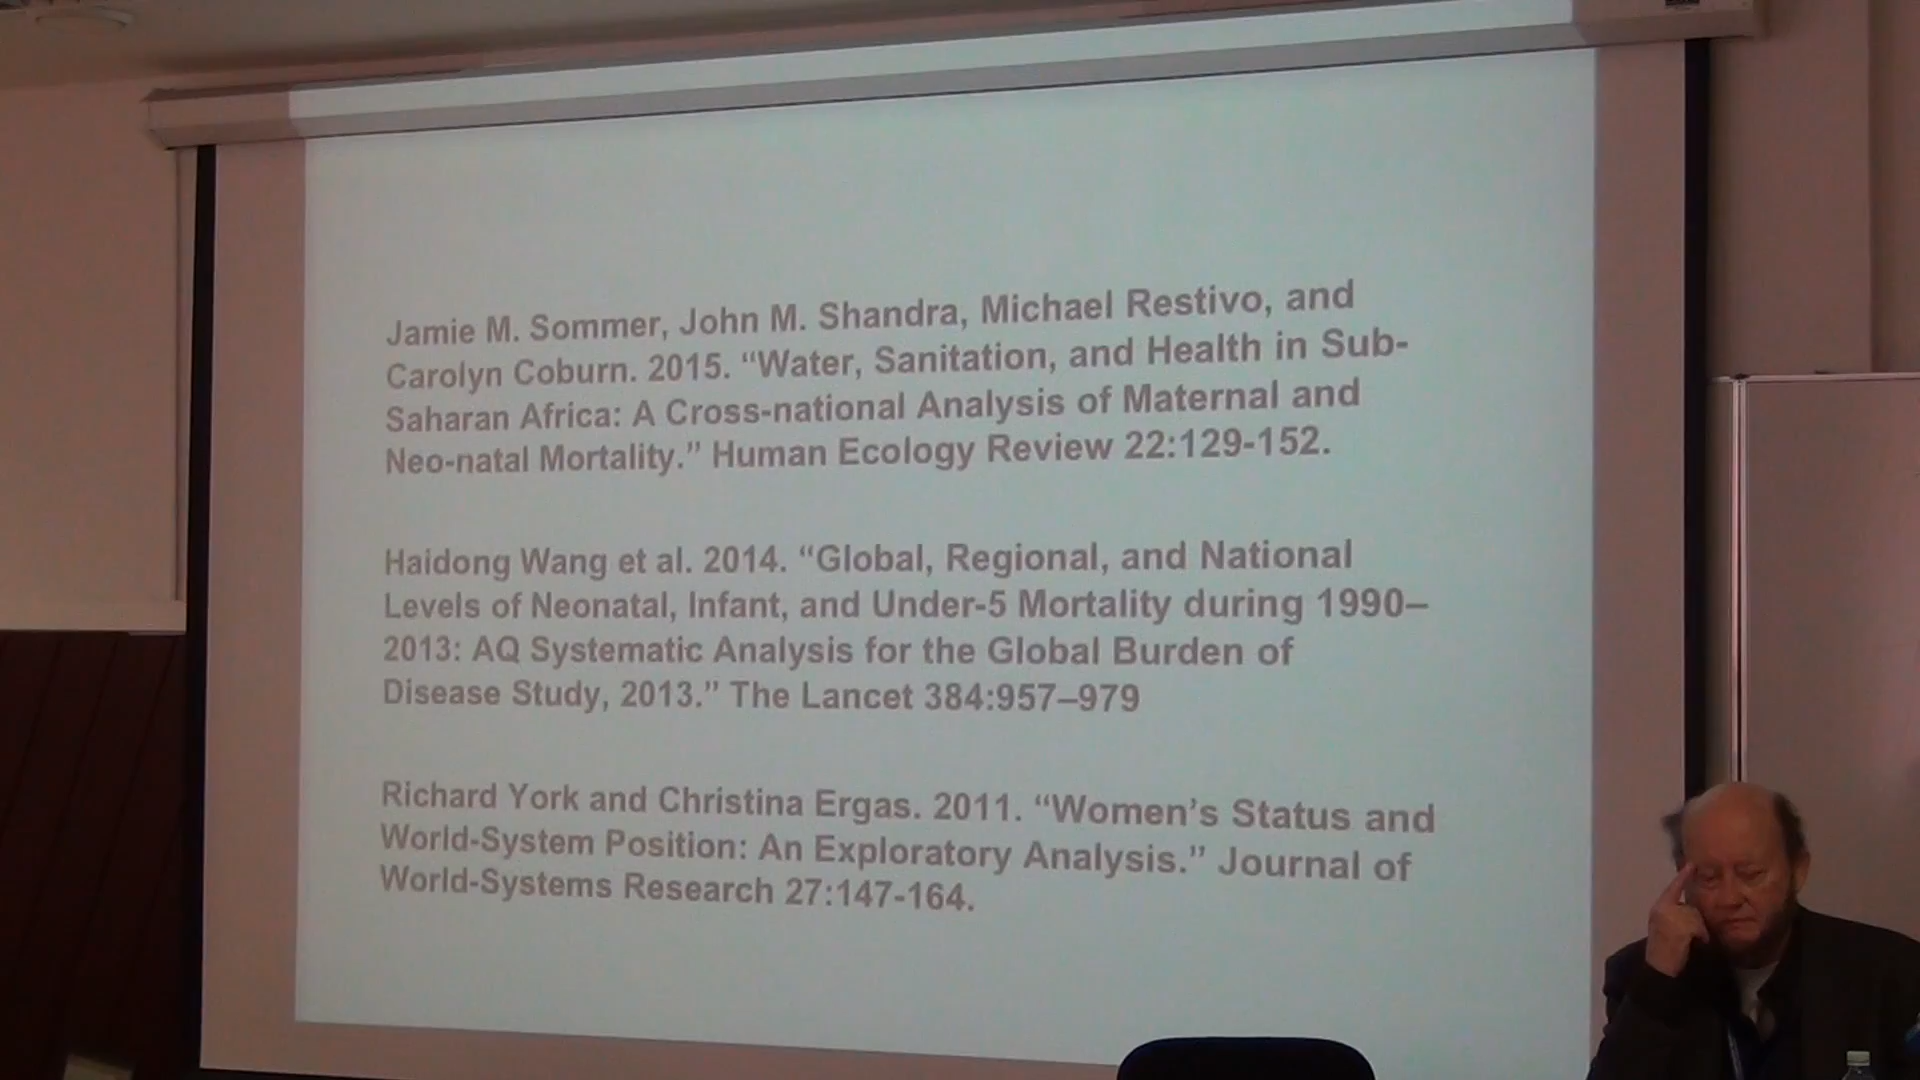 Jamie M. Sommer, John M. Shandra, Michael Restivo, and
Carolyn Coburn. 2015. “Water, Sanitation, and Health in Sub-
Saharan Africa: A Cross-national Analysis of Maternal and
Neo-natal Mortality.” Human Ecology Review 22:129-152.
Haidong Wang et al. 2014. “Global, Regional, and National
Levels of Neonatal, Infant, and Under-5 Mortality during 1990–
2013: AQ Systematic Analysis for the Global Burden of
Disease Study, 2013.” The Lancet 384:957–979
Richard York and Christina Ergas. 2011. “Women’s Status and
World-System Position: An Exploratory Analysis.” Journal of
World-Systems Research 27:147-164.